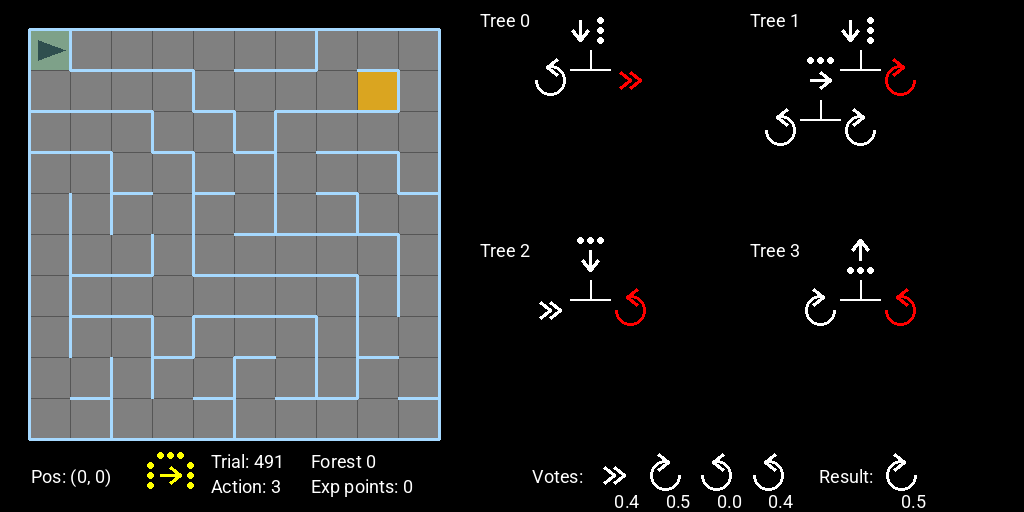 Tree 0
Tree 1
Tree 2
Tree 3
Pos: (0, 0)
Trial: 491
Forest 0
Action: 3
Exp points: 0
Votes:
0.4
0.5
0.0
0.4
Result:
0.5